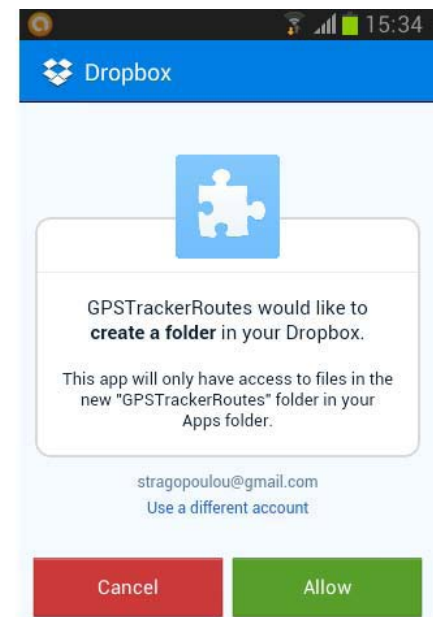 15:34
Dropbox
GPSTrackerRoutes would like to
create a folder in your Dropbox.
This app will only have access to files in the
new "GPSTrackerRoutes" folder in your
Apps folder.
stragopoulou@gmail.com
Use a different account
Cancel Allow